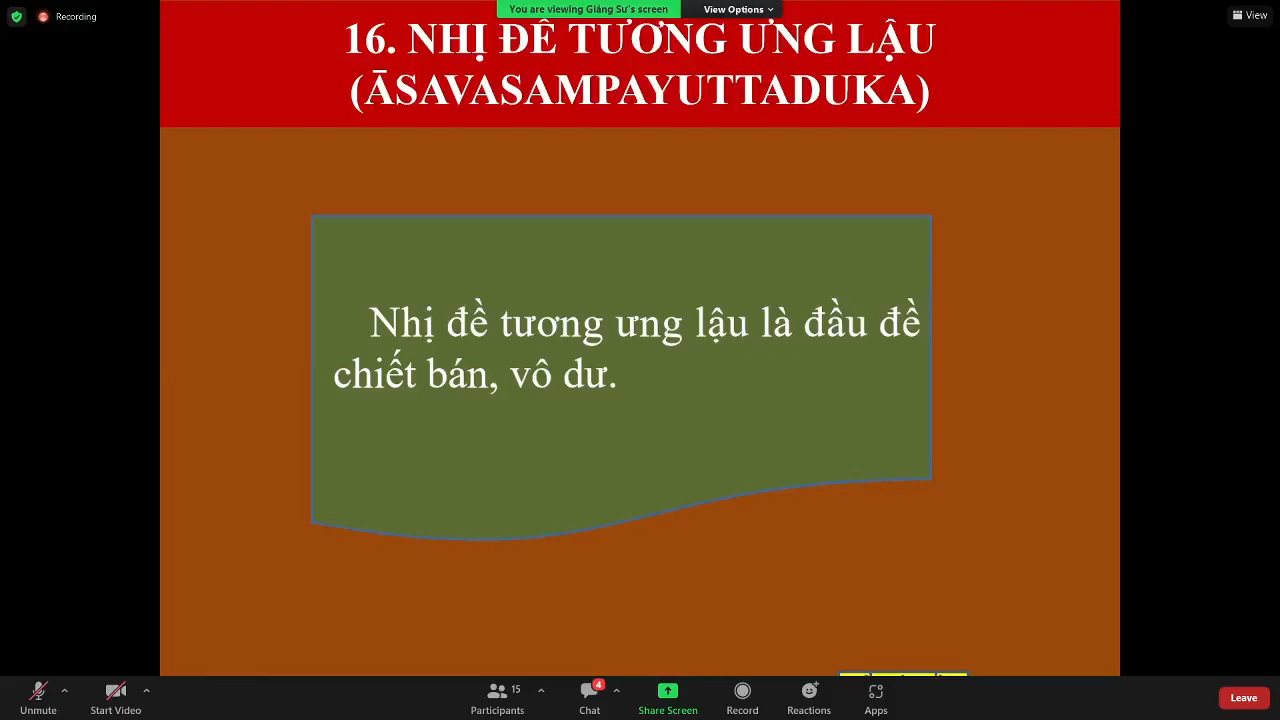 You are viewing Giảng Sư's screen
View Options
Recording
View
16. NHỊ ĐỀ TƯƠNG ƯNG LẬU
(ĀSAVASAMPAYUTTADUKA)
Nhị đề tương ưng lậu là đầu đề
chiết bán, vô dư.
Unmute
Start Video
15
Participants
4
Chat
Share Screen
Record
Reactions
Apps
Leave